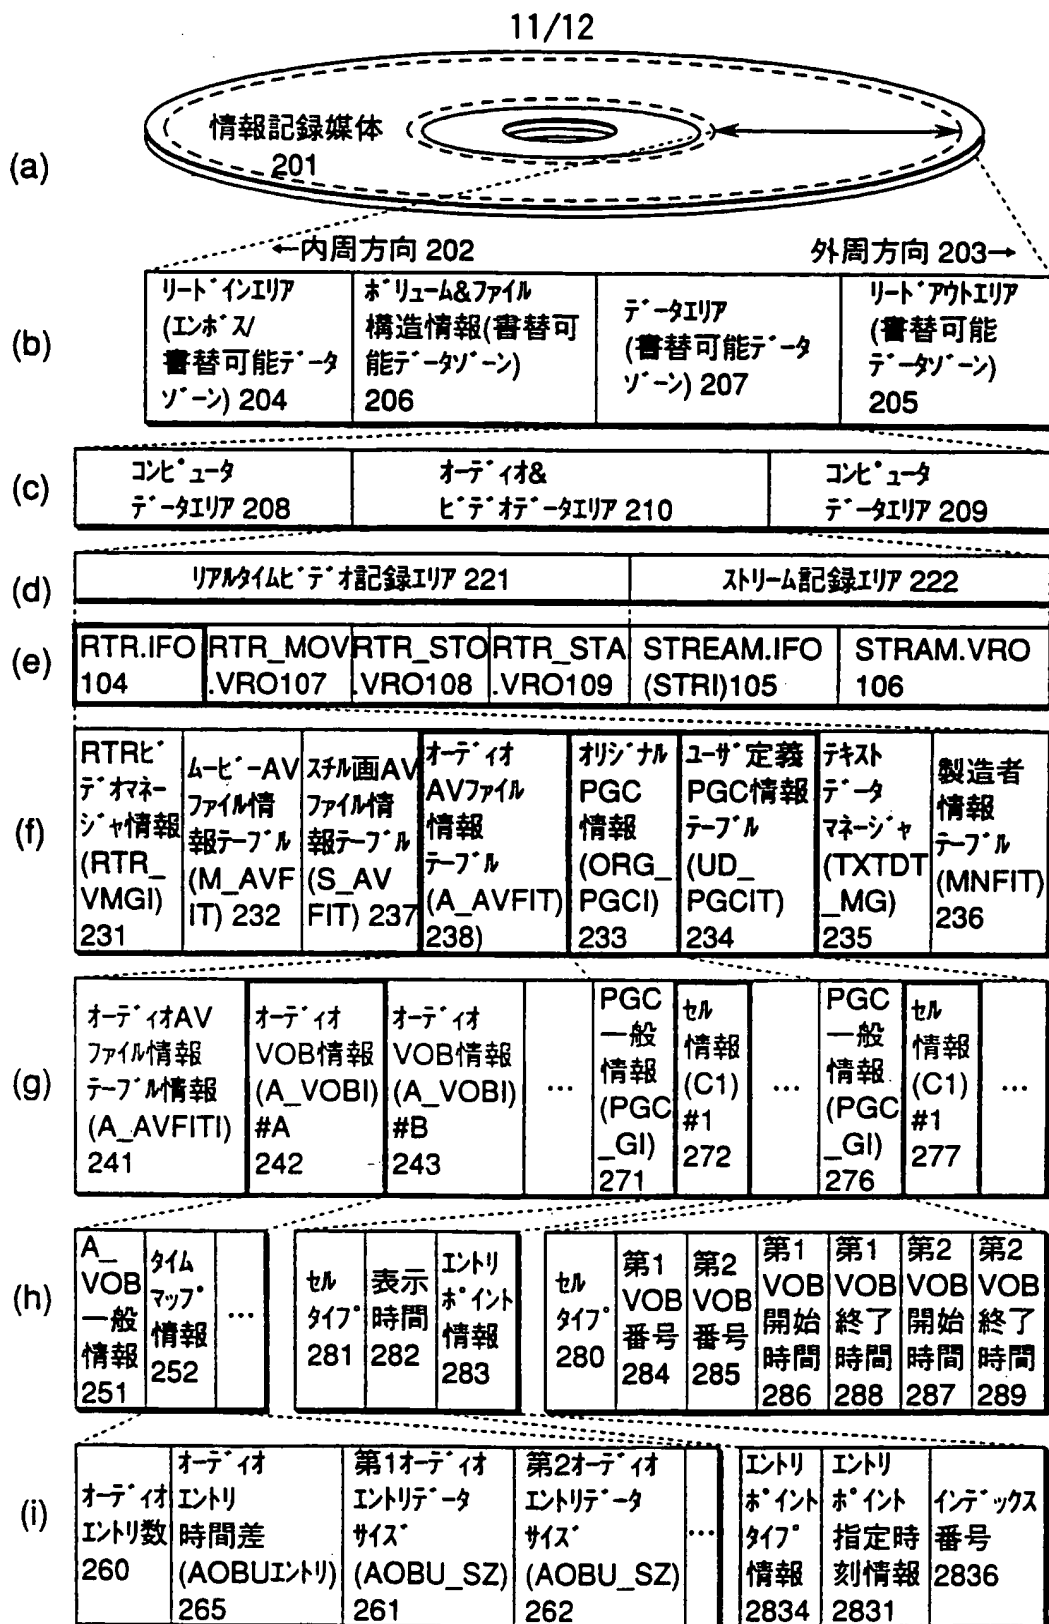 11/12
(a)
情報記録媒体
201
←内周方向 202
外周方向 203→
(b)
リードインエリア
(エンボス/
書替可能データ
ゾーン) 204
ボリューム&ファイル
構造情報(書替可
能データゾーン)
206
データエリア
(書替可能データ
ゾーン) 207
リードアウトエリア
(書替可能
データゾーン)
205
(c)
コンピュータ
データエリア 208
オーディオ&
ビデオデータエリア 210
コンピュータ
データエリア 209
(d)
リアルタイムビデオ記録エリア 221
ストリーム記録エリア 222
(e)
RTR.IFO
104
RTR_MOV
.VRO107
RTR_STO
.VRO108
RTR_STA
.VRO109
STREAM.IFO
(STRI)105
STRAM.VRO
106
(f)
RTRビ
デオマネー
ジャ情報
(RTR_
VMGI)
231
ムービーAV
ファイル情
報テーブル
(M_AVF
IT) 232
スチル画AV
ファイル情
報テーブル
(S_AV
FIT) 237
オーディオ
AVファイル
情報
テーブル
(A_AVFIT)
238)
オリジナル
PGC
情報
(ORG_
PGCI)
233
ユーザ定義
PGC情報
テーブル
(UD_
PGCIT)
234
テキスト
データ
マネージャ
(TXTDT
_MG)
235
製造者
情報
テーブル
(MNFIT)
236
(g)
オーディオAV
ファイル情報
テーブル情報
(A_AVFITI)
241
オーディオ
VOB情報
(A_VOBI)
#A
242
オーディオ
VOB情報
(A_VOBI)
#B
243
…
PGC
一般
情報
(PGC
_GI)
271
セル
情報
(C1)
#1
272
…
PGC
一般
情報
(PGC
_GI)
276
セル
情報
(C1)
#1
277
…
(h)
A_
VOB
一般
情報
251
タイム
マップ
情報
252
…
セル
タイプ
281
表示
時間
282
エントリ
ポイント
情報
283
セル
タイプ
280
第1
VOB
番号
284
第2
VOB
番号
285
第1
VOB
開始
時間
286
第1
VOB
終了
時間
288
第2
VOB
開始
時間
287
第2
VOB
終了
時間
289
(i)
オーディオ
エントリ数
260
オーディオ
エントリ
時間差
(AOBUエントリ)
265
第1オーディオ
エントリデータ
サイズ
(AOBU_SZ)
261
第2オーディオ
エントリデータ
サイズ
(AOBU_SZ)
262
…
エントリ
ポイント
タイプ
情報
2834
エントリ
ポイント
指定時
刻情報
2831
インデックス
番号
2836